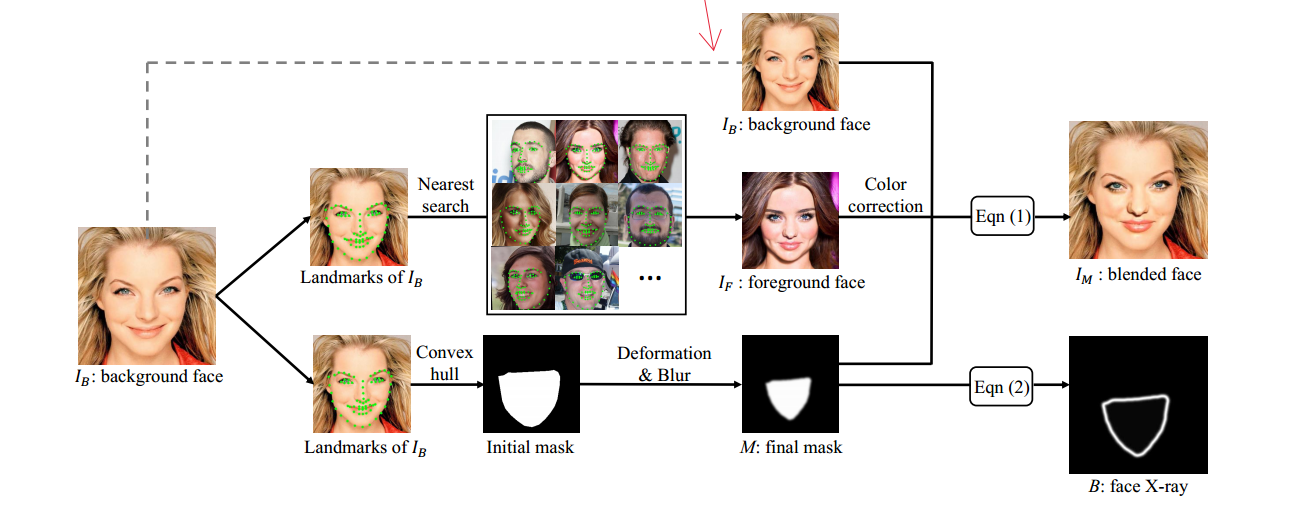 I_B: background face
Nearest
search
Color
correction
Eqn (1)
Landmarks of I_B
...
I_F : foreground face
I_M : blended face
I_B: background face
Convex
hull
Deformation
& Blur
Eqn (2)
Landmarks of I_B
Initial mask
M: final mask
B: face X-ray